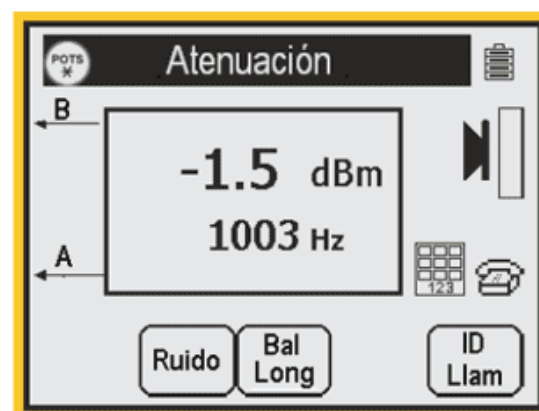 POTS
*
Atenuación
B
-1.5 dBm
1003 Hz
A
123
Ruido
Bal
Long
ID
Llam